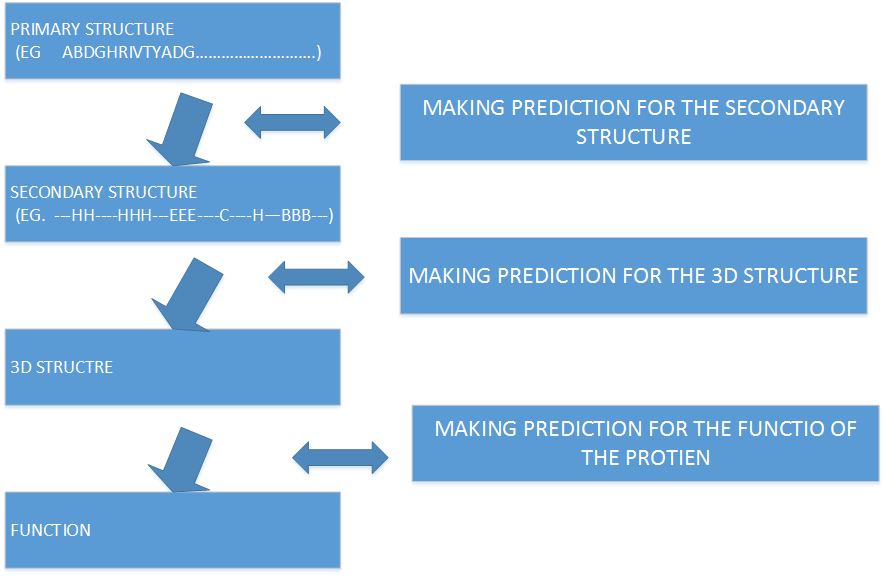 PRIMARY STRUCTURE
(EG ABDGHRIVTYADG............................)
MAKING PREDICTION FOR THE SECONDARY
STRUCTURE
SECONDARY STRUCTURE
(EG. ---HH----HHH---EEE----C----H—BBB---)
MAKING PREDICTION FOR THE 3D STRUCTURE
3D STRUCTRE
MAKING PREDICTION FOR THE FUNCTIO OF
THE PROTIEN
FUNCTION